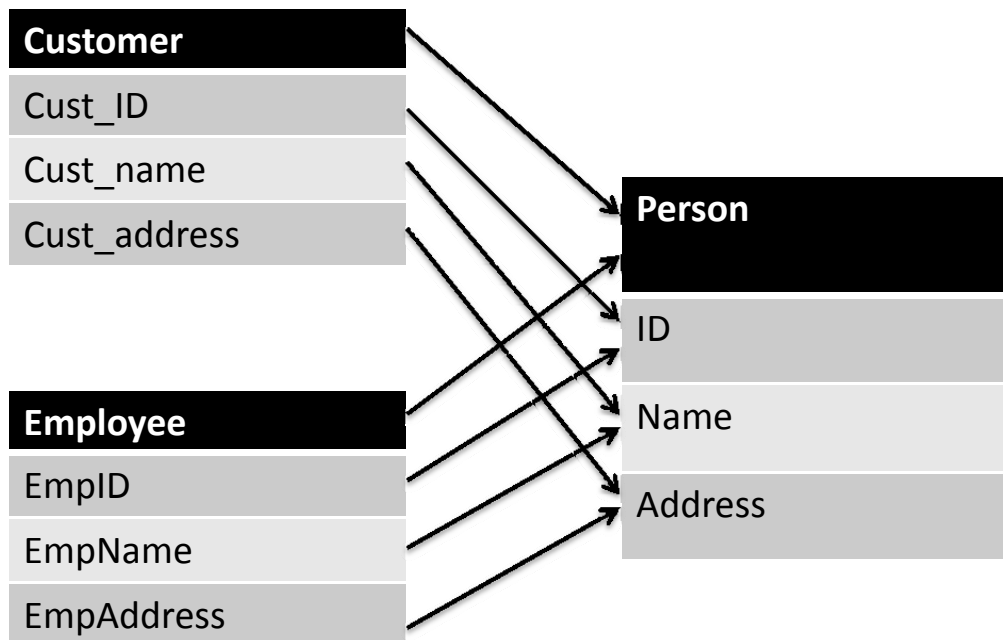 Customer
Cust_ID
Cust_name
Cust_address
Employee
EmpID
EmpName
EmpAddress
Person
ID
Name
Address